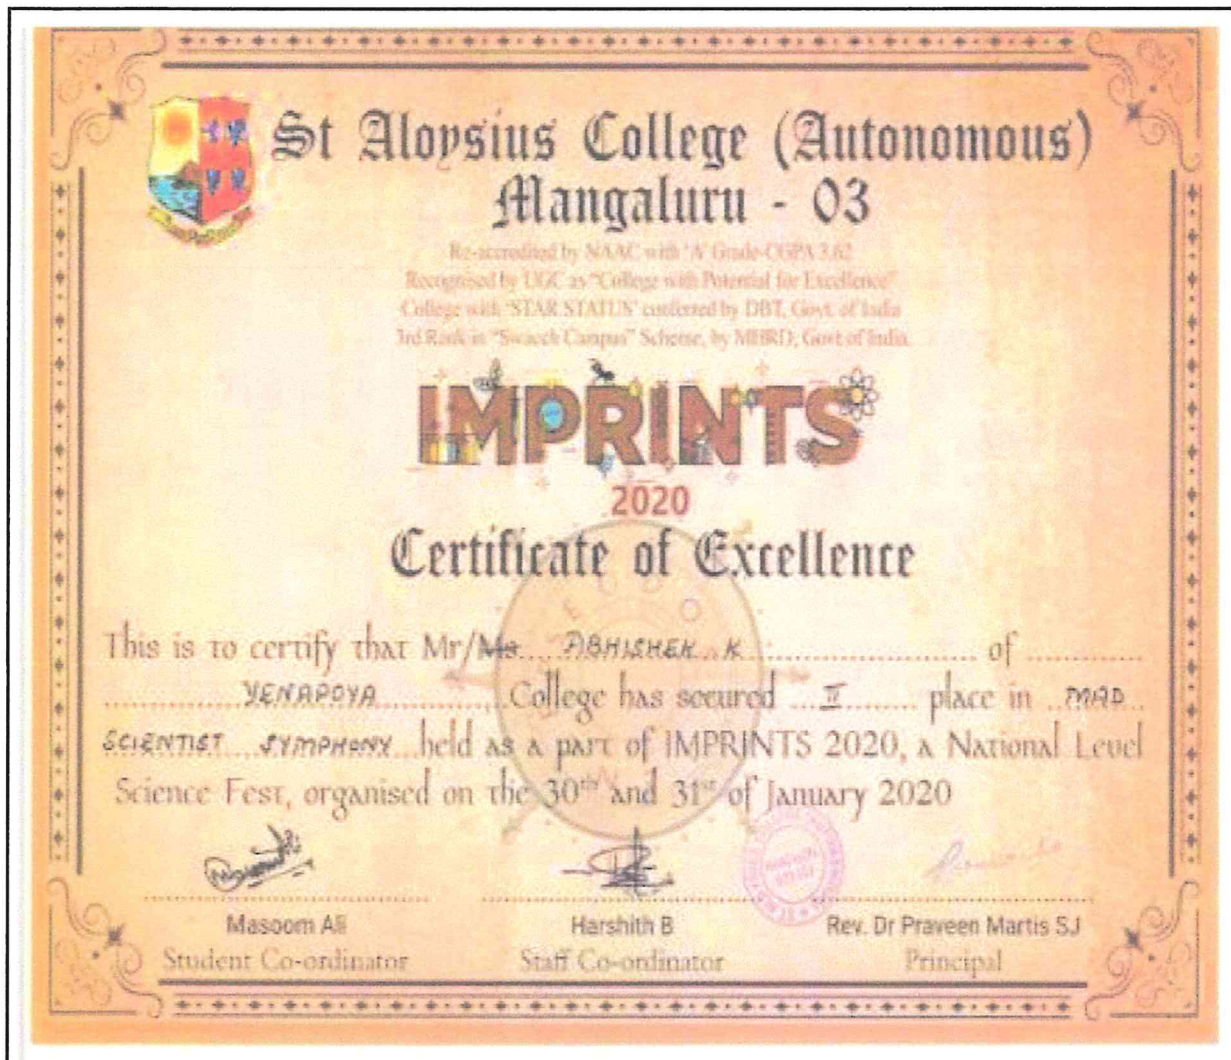 St Aloysius College (Autonomous)
Mangaluru - 03
Re-accredited by NAAC with 'A' Grade-CGPA 3.62
Recognised by UGC as "College with Potential for Excellence"
College with 'STAR STATUS' conferred by DBT, Govt. of India
3rd Rank in "Swacch Campus" Scheme, by MHRD, Govt of India
IMPRINTS
2020
Certificate of Excellence
This is to certify that Mr/Ms ABHISHEK K of
YENAPOYA College has secured II place in MAD
SCIENTIST SYMPHONY held as a part of IMPRINTS 2020, a National Level
Science Fest, organised on the 30th and 31st of January 2020
Masoom Ali Harshith B Rev. Dr Praveen Martis SJ
Student Co-ordinator Staff Co-ordinator Principal